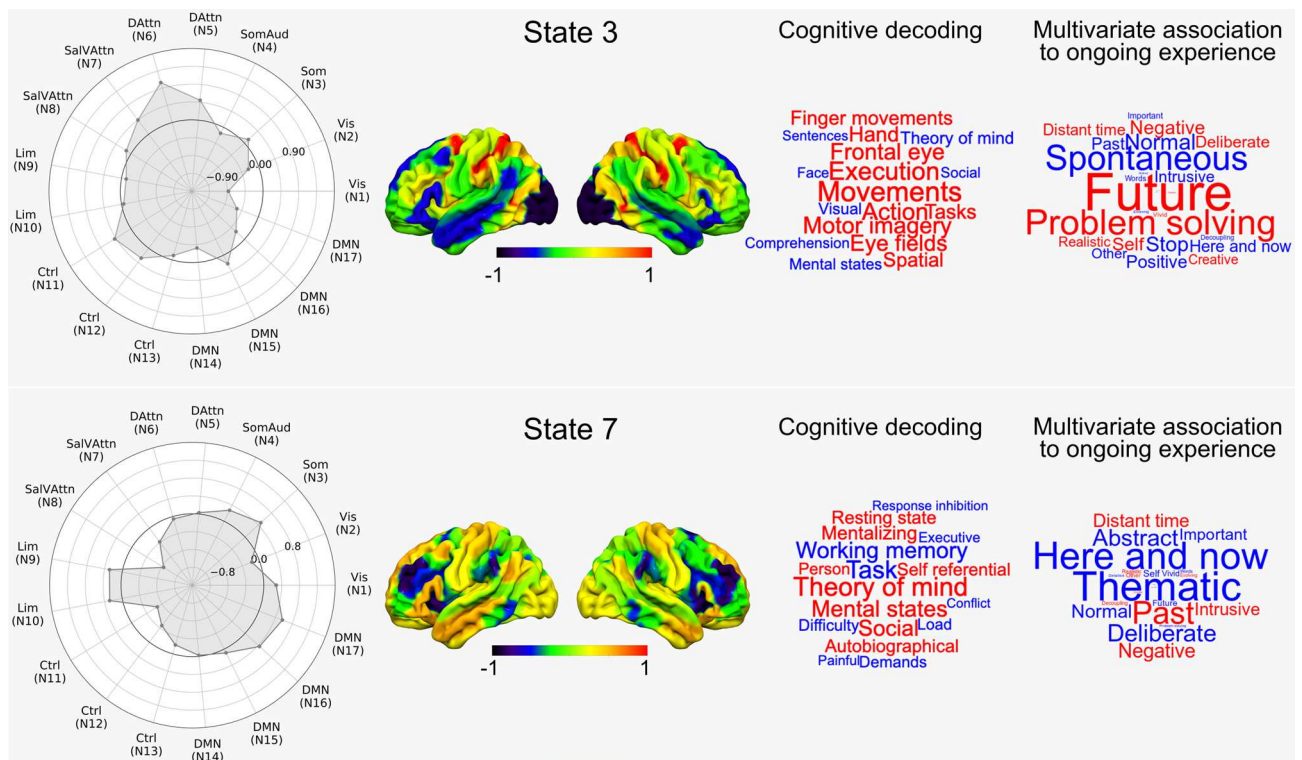 State 3
Cognitive decoding
Multivariate association
to ongoing experience
DAttn
(N5)
DAttn
(N6)
SomAud
(N4)
SalVAttn
(N7)
Som
(N3)
SalVAttn
(N8)
Vis
(N2)
Lim
(N9)
0.90
0.00
−0.90
Vis
(N1)
Lim
(N10)
DMN
(N17)
Ctrl
(N11)
DMN
(N16)
Ctrl
(N12)
DMN
(N15)
Ctrl
(N13)
DMN
(N14)
-1
1
Finger movements
Sentences Hand Theory of mind
Frontal eye
Face Execution Social
Movements
Visual Action Tasks
Motor imagery
Comprehension Eye fields
Mental states Spatial
Important
Distant time Negative
Past Normal Deliberate
Spontaneous
Words Intrusive
Future
Vivid
Problem solving
Decoupling
Realistic Self Stop Here and now
Other Positive Creative
State 7
Cognitive decoding
Multivariate association
to ongoing experience
DAttn
(N5)
DAttn
(N6)
SomAud
(N4)
SalVAttn
(N7)
Som
(N3)
SalVAttn
(N8)
Vis
(N2)
Lim
(N9)
0.8
0.0
−0.8
Vis
(N1)
Lim
(N10)
DMN
(N17)
Ctrl
(N11)
DMN
(N16)
Ctrl
(N12)
DMN
(N15)
Ctrl
(N13)
DMN
(N14)
-1
1
Response inhibition
Resting state
Mentalizing Executive
Working memory
Person Task Self referential
Theory of mind
Mental states Conflict
Difficulty Social Load
Autobiographical
Painful Demands
Distant time
Abstract Important
Here and now
Self Vivid Words
Evolving
Thematic
Decoupling Future
Normal Past Intrusive
Problem solving
Deliberate
Negative